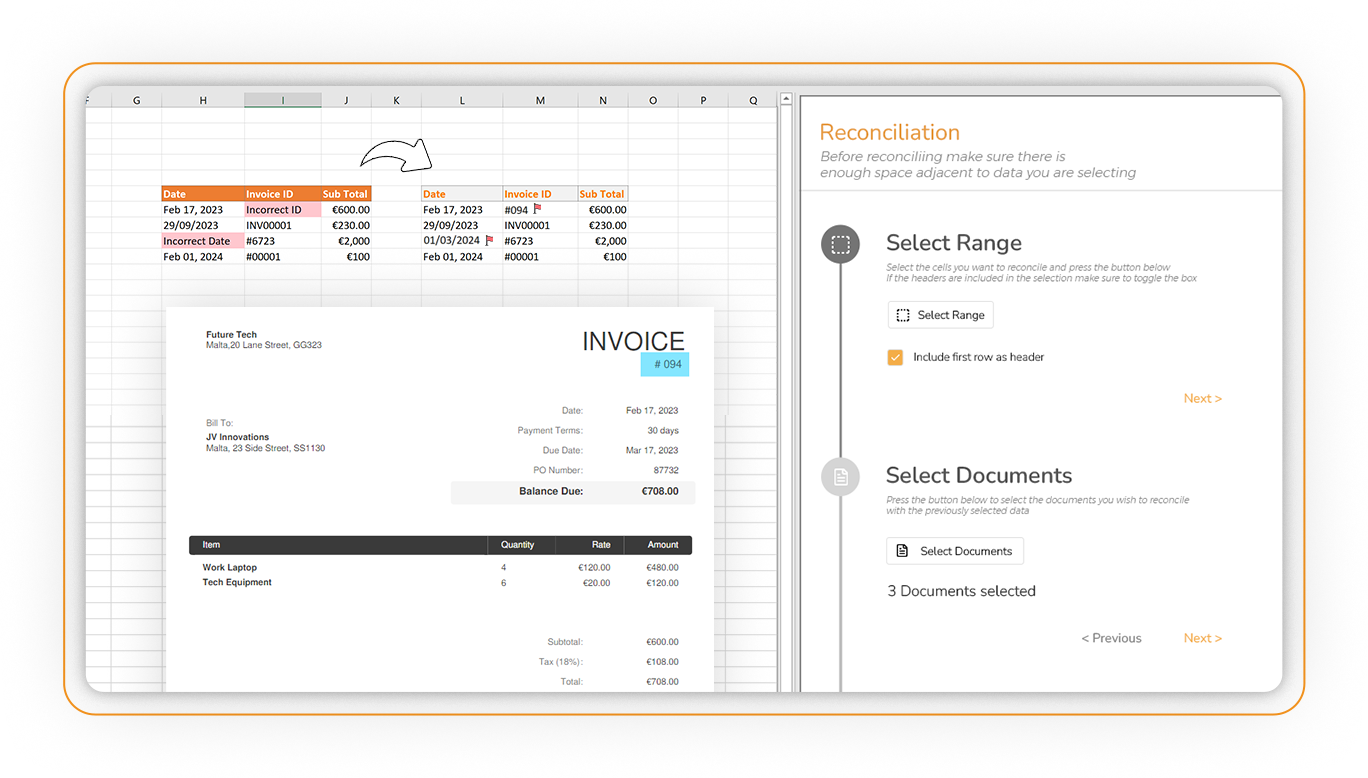 F G H I J K L M N O P Q
Date Invoice ID Sub Total
Feb 17, 2023 Incorrect ID €600.00
29/09/2023 INV00001 €230.00
Incorrect Date #6723 €2,000
Feb 01, 2024 #00001 €100
Date Invoice ID Sub Total
Feb 17, 2023 #094 €600.00
29/09/2023 INV00001 €230.00
01/03/2024 #6723 €2,000
Feb 01, 2024 #00001 €100
Future Tech
Malta,20 Lane Street, GG323
INVOICE
# 094
Bill To:
JV Innovations
Malta, 23 Side Street, SS1130
Date: Feb 17, 2023
Payment Terms: 30 days
Due Date: Mar 17, 2023
PO Number: 87732
Balance Due: €708.00
Item Quantity Rate Amount
Work Laptop 4 €120.00 €480.00
Tech Equipment 6 €20.00 €120.00
Subtotal: €600.00
Tax (18%): €108.00
Total: €708.00
Reconciliation
Before reconciliing make sure there is
enough space adjacent to data you are selecting
Select Range
Select the cells you want to reconcile and press the button below
If the headers are included in the selection make sure to toggle the box
Select Range
Include first row as header
Next >
Select Documents
Press the button below to select the documents you wish to reconcile
with the previously selected data
Select Documents
3 Documents selected
< Previous Next >